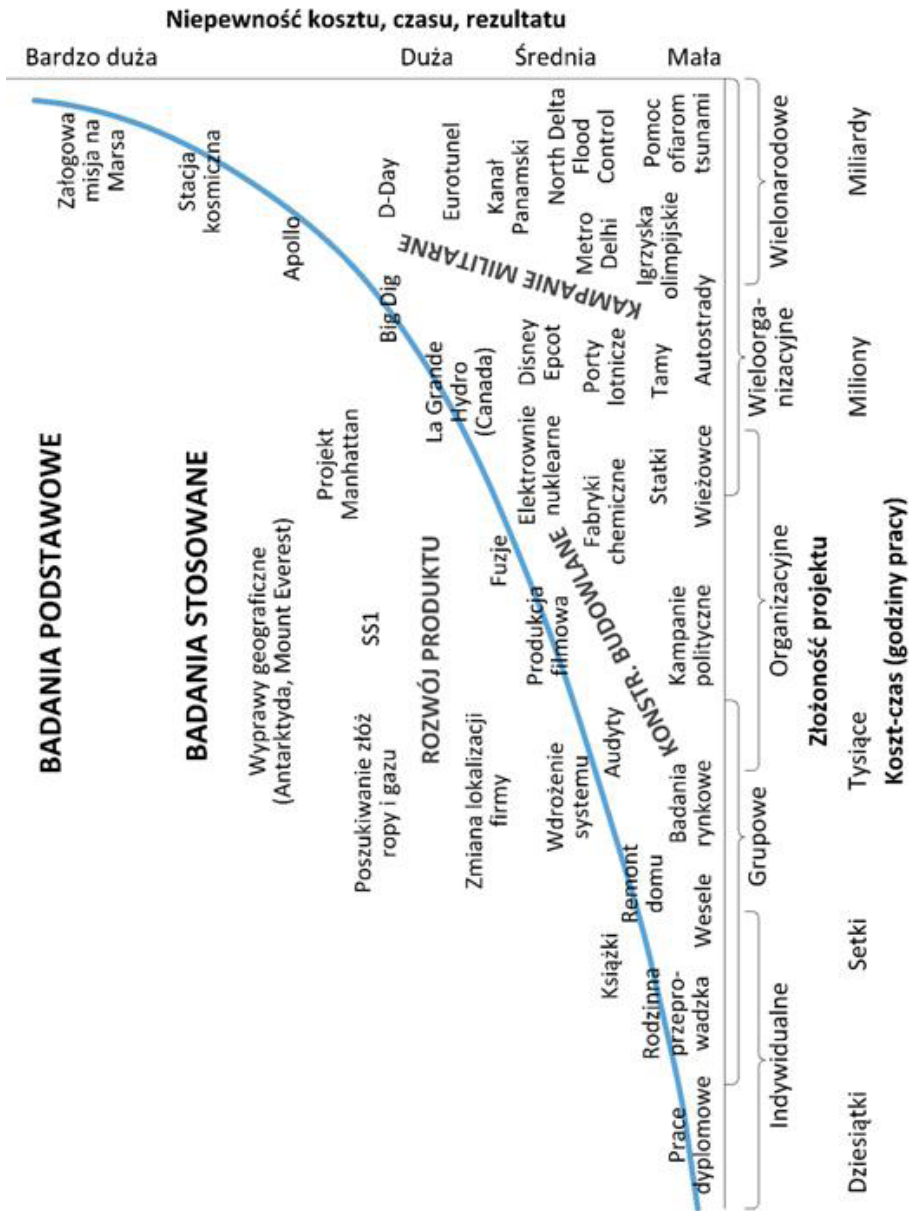 Niepewność kosztu, czasu, rezultatu
Bardzo duża
Duża
Średnia
Mała
BADANIA PODSTAWOWE
BADANIA STOSOWANE
Załogowa
misja na
Marsa
Stacja
kosmiczna
Apollo
Wyprawy geograficzne
(Antarktyda, Mount Everest)
Projekt
Manhattan
SS1
Poszukiwanie złóż
ropy i gazu
D-Day
Big Dig
ROZWÓJ PRODUKTU
KAMPANIE MILITARNE
Eurotunel
La Grande
Hydro
(Canada)
Kanał
Panamski
Fuzje
Zmiana lokalizacji
firmy
North Delta
Flood
Control
Metro
Delhi
Disney
Epcot
Porty
lotnicze
Elektrownie
nuklearne
Fabryki
chemiczne
Produkcja
filmowa
KONSTR. BUDOWLANE
Wdrożenie
systemu
Audyty
Książki
Remont
domu
Pomoc
ofiarom
tsunami
Igrzyska
olimpijskie
Autostrady
Tamy
Statki
Wieżowce
Kampanie
polityczne
Badania
rynkowe
Wesele
Rodzinna
przepro-
wadzka
Prace
dyplomowe
Indywidualne
Grupowe
Organizacyjne
Wieloorga-
nizacyjne
Wielonarodowe
Złożoność projektu
Dziesiątki
Setki
Tysiące
Miliony
Miliardy
Koszt-czas (godziny pracy)